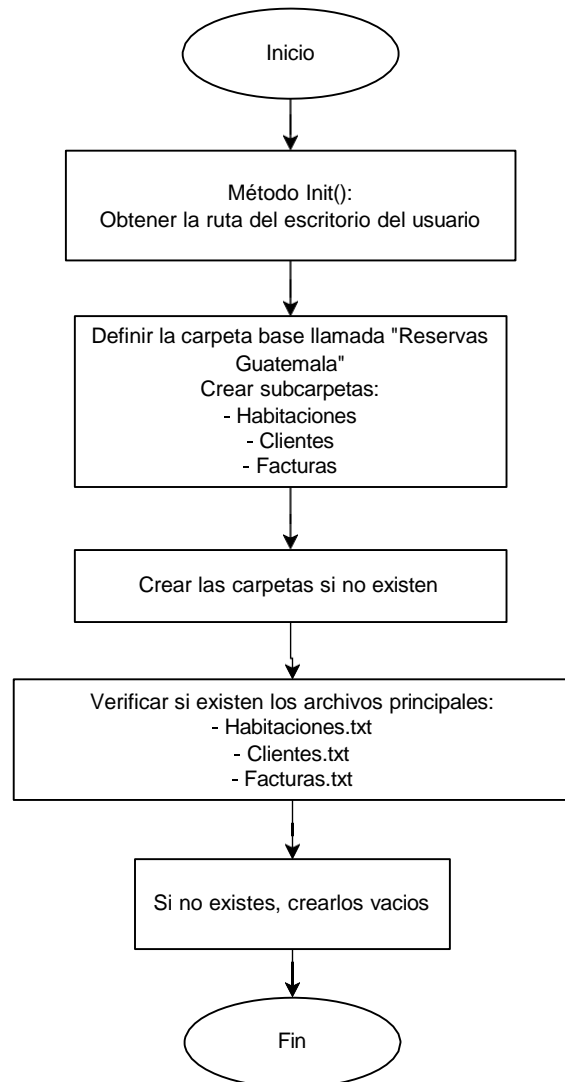 Inicio
Método Init():
Obtener la ruta del escritorio del usuario
Definir la carpeta base llamada "Reservas
Guatemala"
Crear subcarpetas:
- Habitaciones
- Clientes
- Facturas
Crear las carpetas si no existen
Verificar si existen los archivos principales:
- Habitaciones.txt
- Clientes.txt
- Facturas.txt
Si no existes, crearlos vacios
Fin